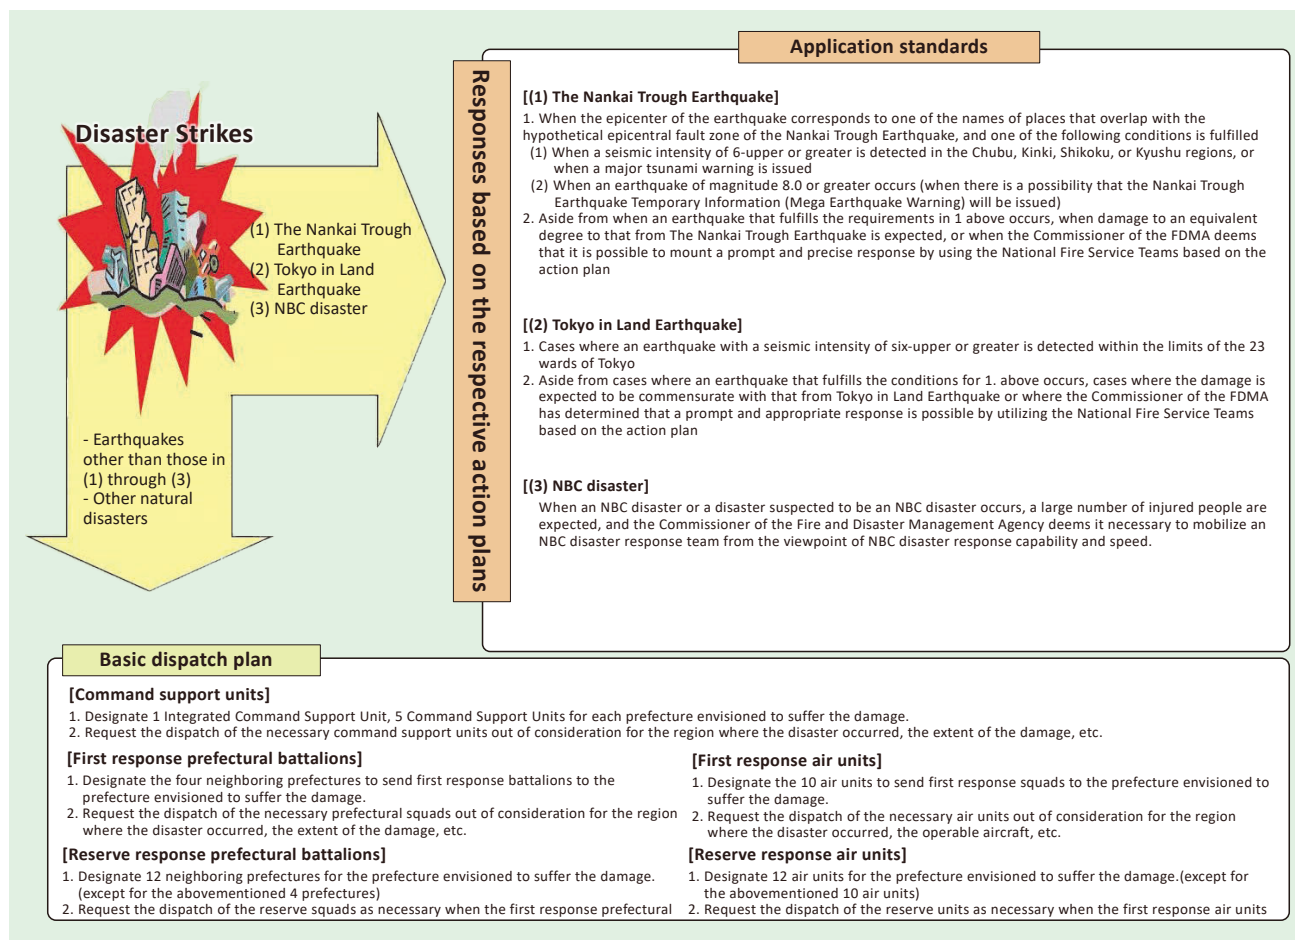 Disaster Strikes
(1) The Nankai Trough
Earthquake
(2) Tokyo in Land
Earthquake
(3) NBC disaster
- Earthquakes
other than those in
(1) through (3)
- Other natural
disasters
Responses based on the respective action plans
Application standards
[(1) The Nankai Trough Earthquake]
1. When the epicenter of the earthquake corresponds to one of the names of places that overlap with the
hypothetical epicentral fault zone of the Nankai Trough Earthquake, and one of the following conditions is fulfilled
(1) When a seismic intensity of 6-upper or greater is detected in the Chubu, Kinki, Shikoku, or Kyushu regions, or
when a major tsunami warning is issued
(2) When an earthquake of magnitude 8.0 or greater occurs (when there is a possibility that the Nankai Trough
Earthquake Temporary Information (Mega Earthquake Warning) will be issued)
2. Aside from when an earthquake that fulfills the requirements in 1 above occurs, when damage to an equivalent
degree to that from The Nankai Trough Earthquake is expected, or when the Commissioner of the FDMA deems
that it is possible to mount a prompt and precise response by using the National Fire Service Teams based on the
action plan
[(2) Tokyo in Land Earthquake]
1. Cases where an earthquake with a seismic intensity of six-upper or greater is detected within the limits of the 23
wards of Tokyo
2. Aside from cases where an earthquake that fulfills the conditions for 1. above occurs, cases where the damage is
expected to be commensurate with that from Tokyo in Land Earthquake or where the Commissioner of the FDMA
has determined that a prompt and appropriate response is possible by utilizing the National Fire Service Teams
based on the action plan
[(3) NBC disaster]
When an NBC disaster or a disaster suspected to be an NBC disaster occurs, a large number of injured people are
expected, and the Commissioner of the Fire and Disaster Management Agency deems it necessary to mobilize an
NBC disaster response team from the viewpoint of NBC disaster response capability and speed.
Basic dispatch plan
[Command support units]
1. Designate 1 Integrated Command Support Unit, 5 Command Support Units for each prefecture envisioned to suffer the damage.
2. Request the dispatch of the necessary command support units out of consideration for the region where the disaster occurred, the extent of the damage, etc.
[First response prefectural battalions]
1. Designate the four neighboring prefectures to send first response battalions to the
prefecture envisioned to suffer the damage.
2. Request the dispatch of the necessary prefectural squads out of consideration for the region
where the disaster occurred, the extent of the damage, etc.
[Reserve response prefectural battalions]
1. Designate 12 neighboring prefectures for the prefecture envisioned to suffer the damage.
(except for the abovementioned 4 prefectures)
2. Request the dispatch of the reserve squads as necessary when the first response prefectural
[First response air units]
1. Designate the 10 air units to send first response squads to the prefecture envisioned to
suffer the damage.
2. Request the dispatch of the necessary air units out of consideration for the region
where the disaster occurred, the operable aircraft, etc.
[Reserve response air units]
1. Designate 12 air units for the prefecture envisioned to suffer the damage.(except for
the abovementioned 10 air units)
2. Request the dispatch of the reserve units as necessary when the first response air units